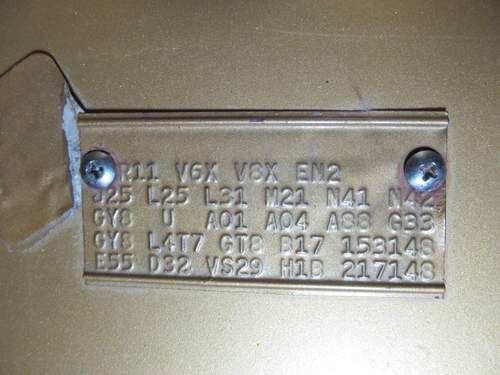 R11 V6X V8X EN2
J25 L25 L31 M21 N41 N42
GY8 U A01 A04 A88 G33
GY8 L4T7 GT8 B17 153148
E55 D32 VS29 H1B 217148